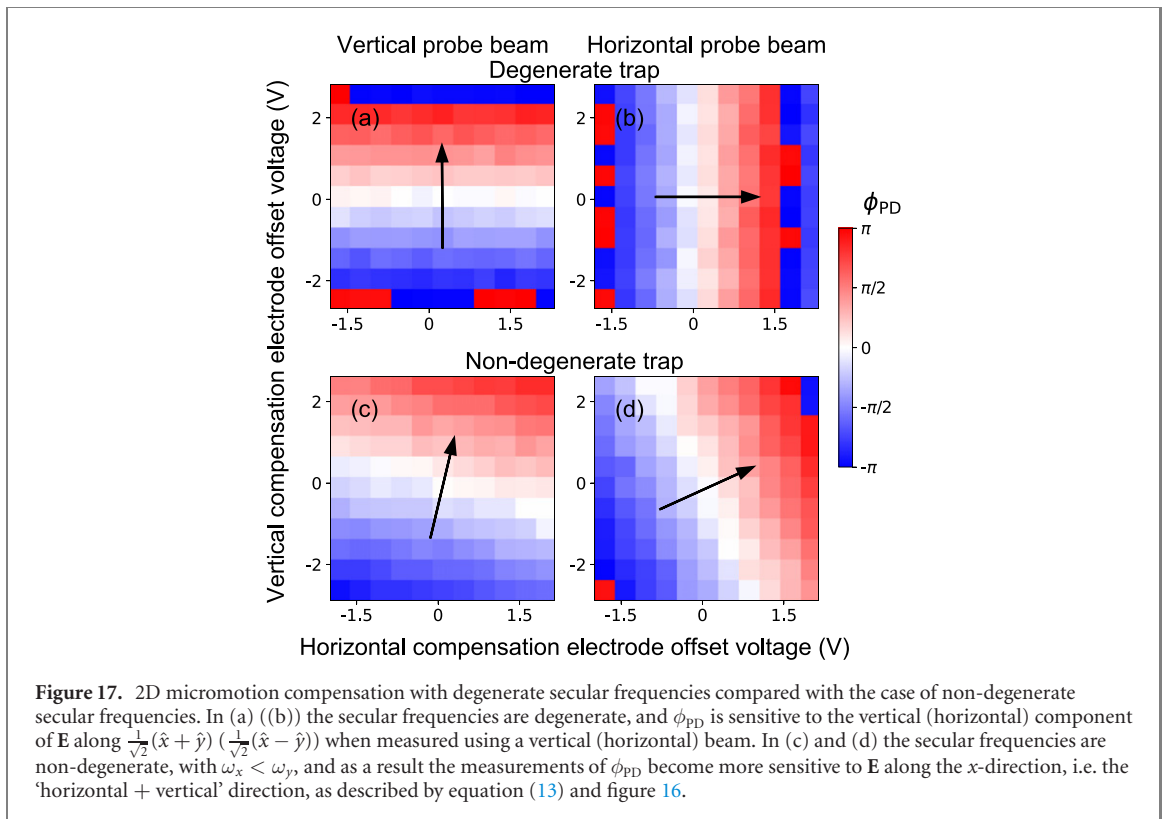 Vertical probe beam Horizontal probe beam
Degenerate trap
(a) (b)
2
0
-2
-1.5 0 1.5 -1.5 0 1.5
ϕPD
π
π/2
0
-π/2
-π
Non-degenerate trap
(c) (d)
2 2
0 0
-2 -2
-1.5 0 1.5 -1.5 0 1.5
Vertical compensation electrode offset voltage (V)
Horizontal compensation electrode offset voltage (V)
Figure 17. 2D micromotion compensation with degenerate secular frequencies compared with the case of non-degenerate
secular frequencies. In (a) ((b)) the secular frequencies are degenerate, and ϕPD is sensitive to the vertical (horizontal) component
of E along 1/√2(x̂ + ŷ) (1/√2(x̂ − ŷ)) when measured using a vertical (horizontal) beam. In (c) and (d) the secular frequencies are
non-degenerate, with ωx < ωy, and as a result the measurements of ϕPD become more sensitive to E along the x-direction, i.e. the
‘horizontal + vertical’ direction, as described by equation (13) and figure 16.